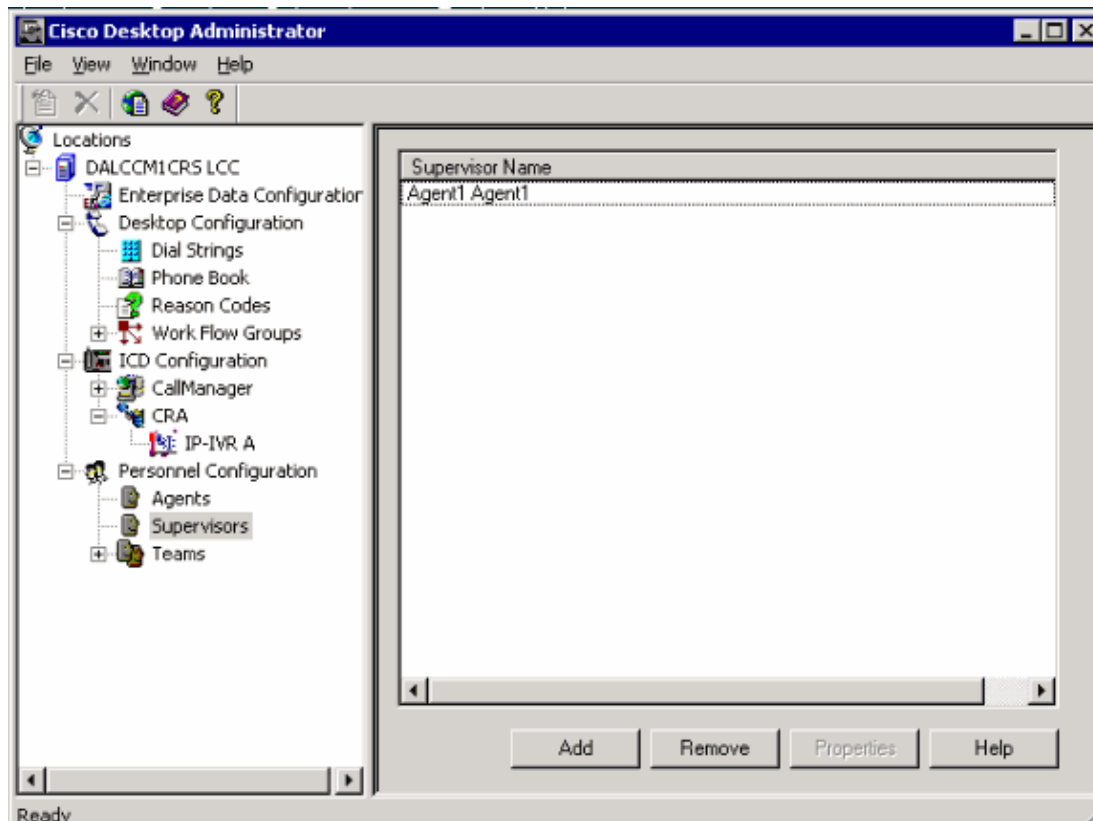 Cisco Desktop Administrator
File View Window Help
Locations
DALCCM1CRS LCC
Enterprise Data Configuration
Desktop Configuration
Dial Strings
Phone Book
Reason Codes
Work Flow Groups
ICD Configuration
CallManager
CRA
IP-IVR A
Personnel Configuration
Agents
Supervisors
Teams
Supervisor Name
Agent1 Agent1
Add Remove Properties Help
Ready